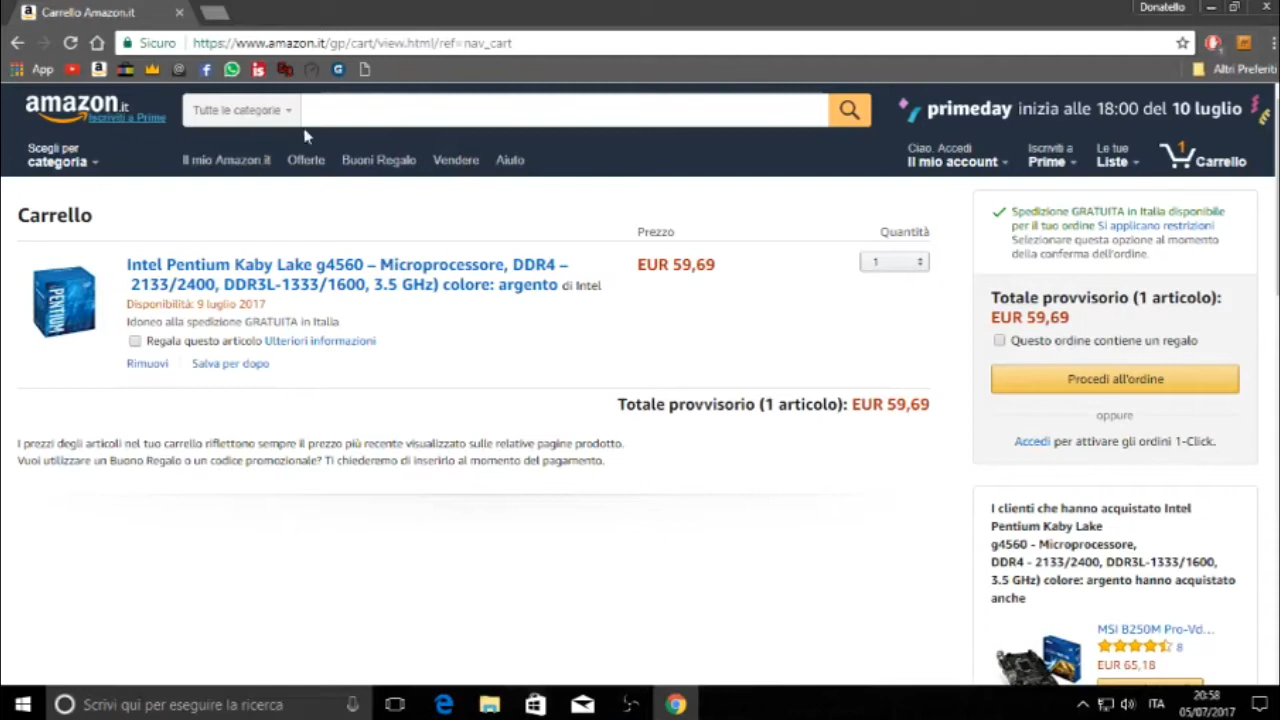 Carrello Amazon.it
Donatello
Sicuro https://www.amazon.it/gp/cart/view.html/ref=nav_cart
App
Altri Preferiti
amazon.it
Iscriviti a Prime
Tutte le categorie
primeday inizia alle 18:00 del 10 luglio
Scegli per
categoria
Il mio Amazon.it Offerte Buoni Regalo Vendere Aiuto
Ciao. Accedi
Il mio account
Iscriviti a
Prime
Le tue
Liste
1
Carrello
Carrello
Prezzo
Quantità
PENTIUM
Intel Pentium Kaby Lake g4560 – Microprocessore, DDR4 –
2133/2400, DDR3L-1333/1600, 3.5 GHz) colore: argento di Intel
EUR 59,69
1
Disponibilità: 9 luglio 2017
Idoneo alla spedizione GRATUITA in Italia
Regala questo articolo Ulteriori informazioni
Rimuovi
Salva per dopo
Totale provvisorio (1 articolo): EUR 59,69
I prezzi degli articoli nel tuo carrello riflettono sempre il prezzo più recente visualizzato sulle relative pagine prodotto.
Vuoi utilizzare un Buono Regalo o un codice promozionale? Ti chiederemo di inserirlo al momento del pagamento.
Spedizione GRATUITA in Italia disponibile
per il tuo ordine Si applicano restrizioni
Selezionare questa opzione al momento
della conferma dell'ordine.
Totale provvisorio (1 articolo):
EUR 59,69
Questo ordine contiene un regalo
Procedi all'ordine
oppure
Accedi per attivare gli ordini 1-Click.
I clienti che hanno acquistato Intel
Pentium Kaby Lake
g4560 - Microprocessore,
DDR4 - 2133/2400, DDR3L-1333/1600,
3.5 GHz) colore: argento hanno acquistato
anche
MSI B250M Pro-Vd...
8
EUR 65,18
Scrivi qui per eseguire la ricerca
ITA
20:58
05/07/2017